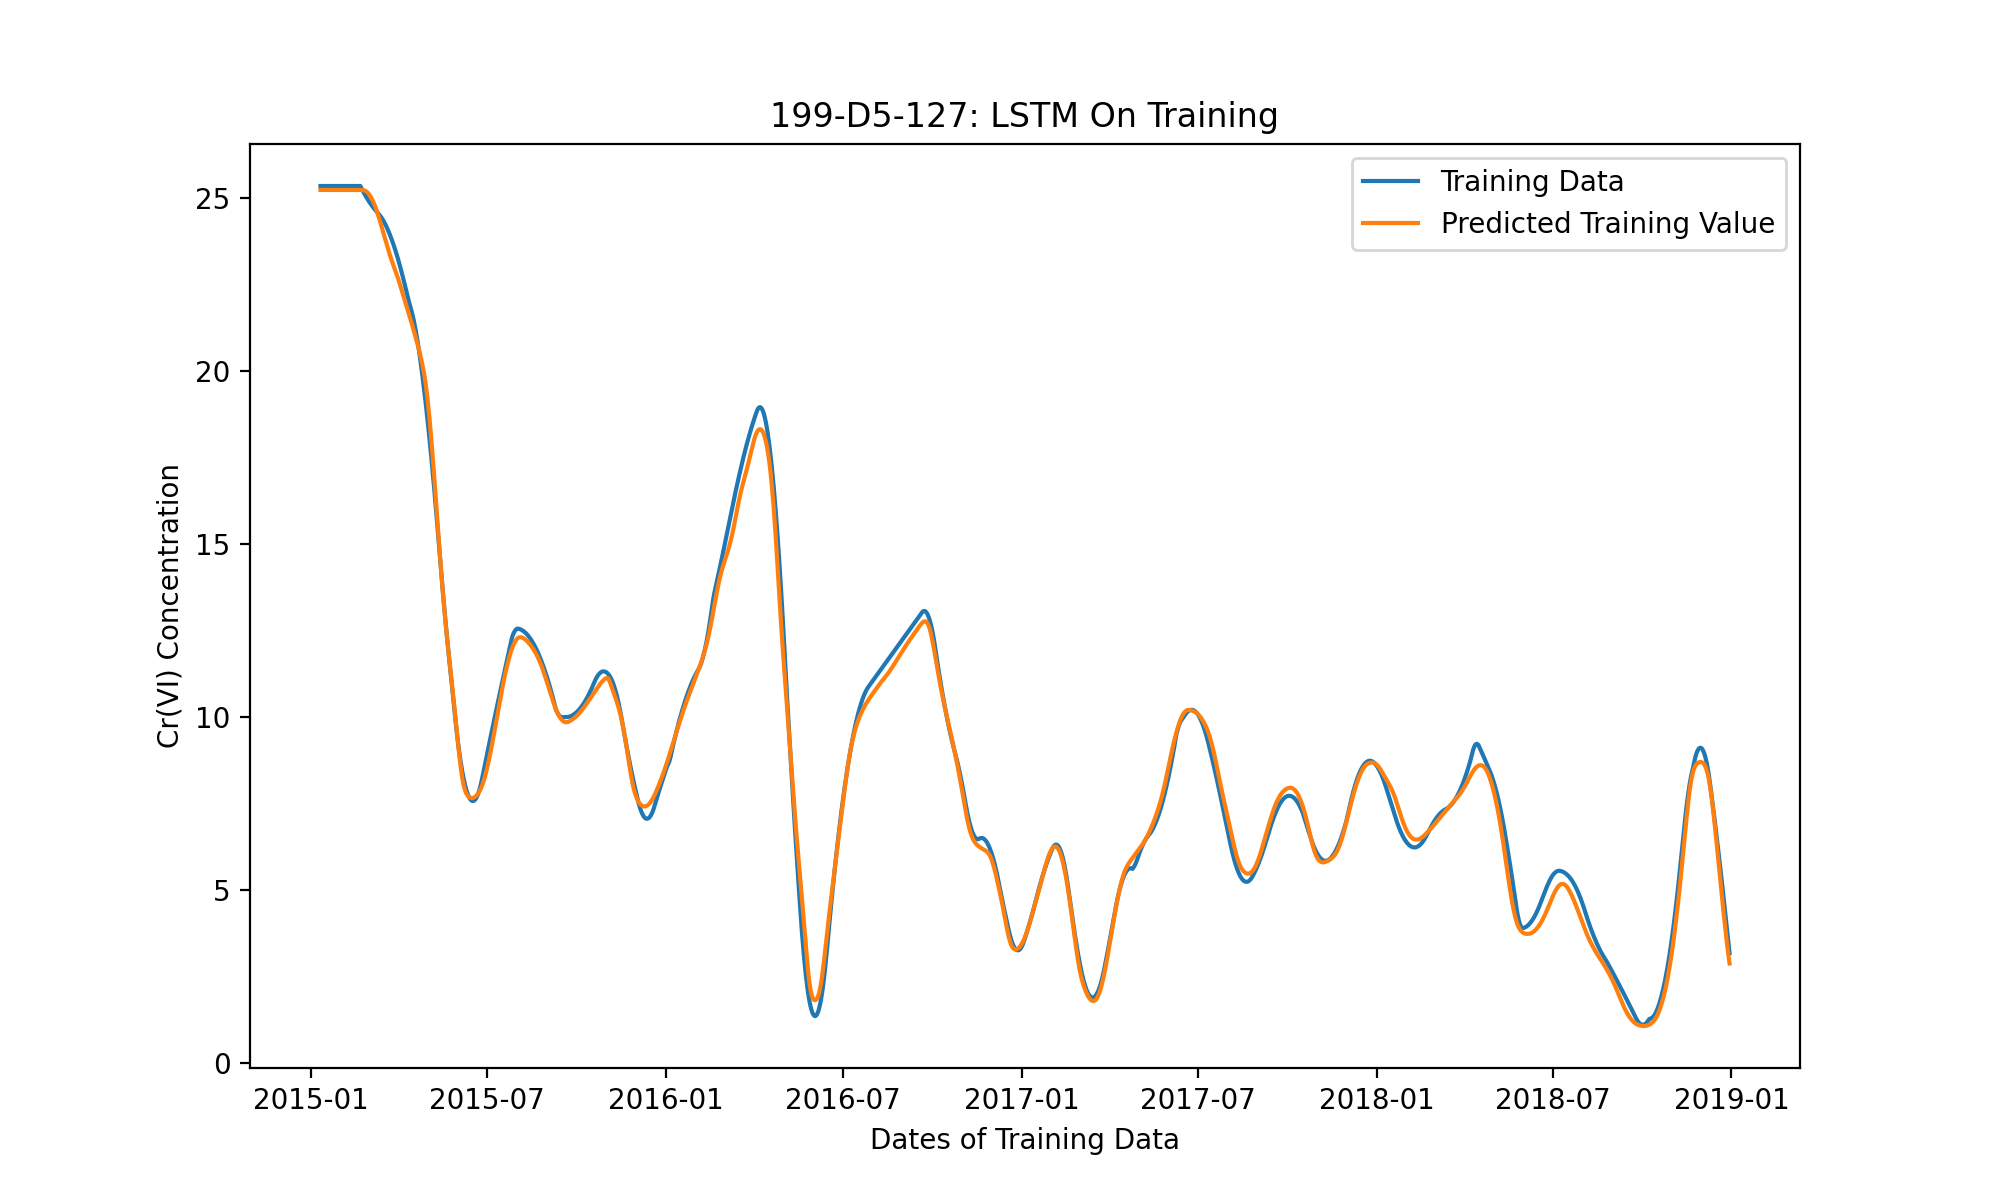 199-D5-127: LSTM On Training
Training Data
Predicted Training Value
Cr(VI) Concentration
25
20
15
10
5
0
2015-01 2015-07 2016-01 2016-07 2017-01 2017-07 2018-01 2018-07 2019-01
Dates of Training Data